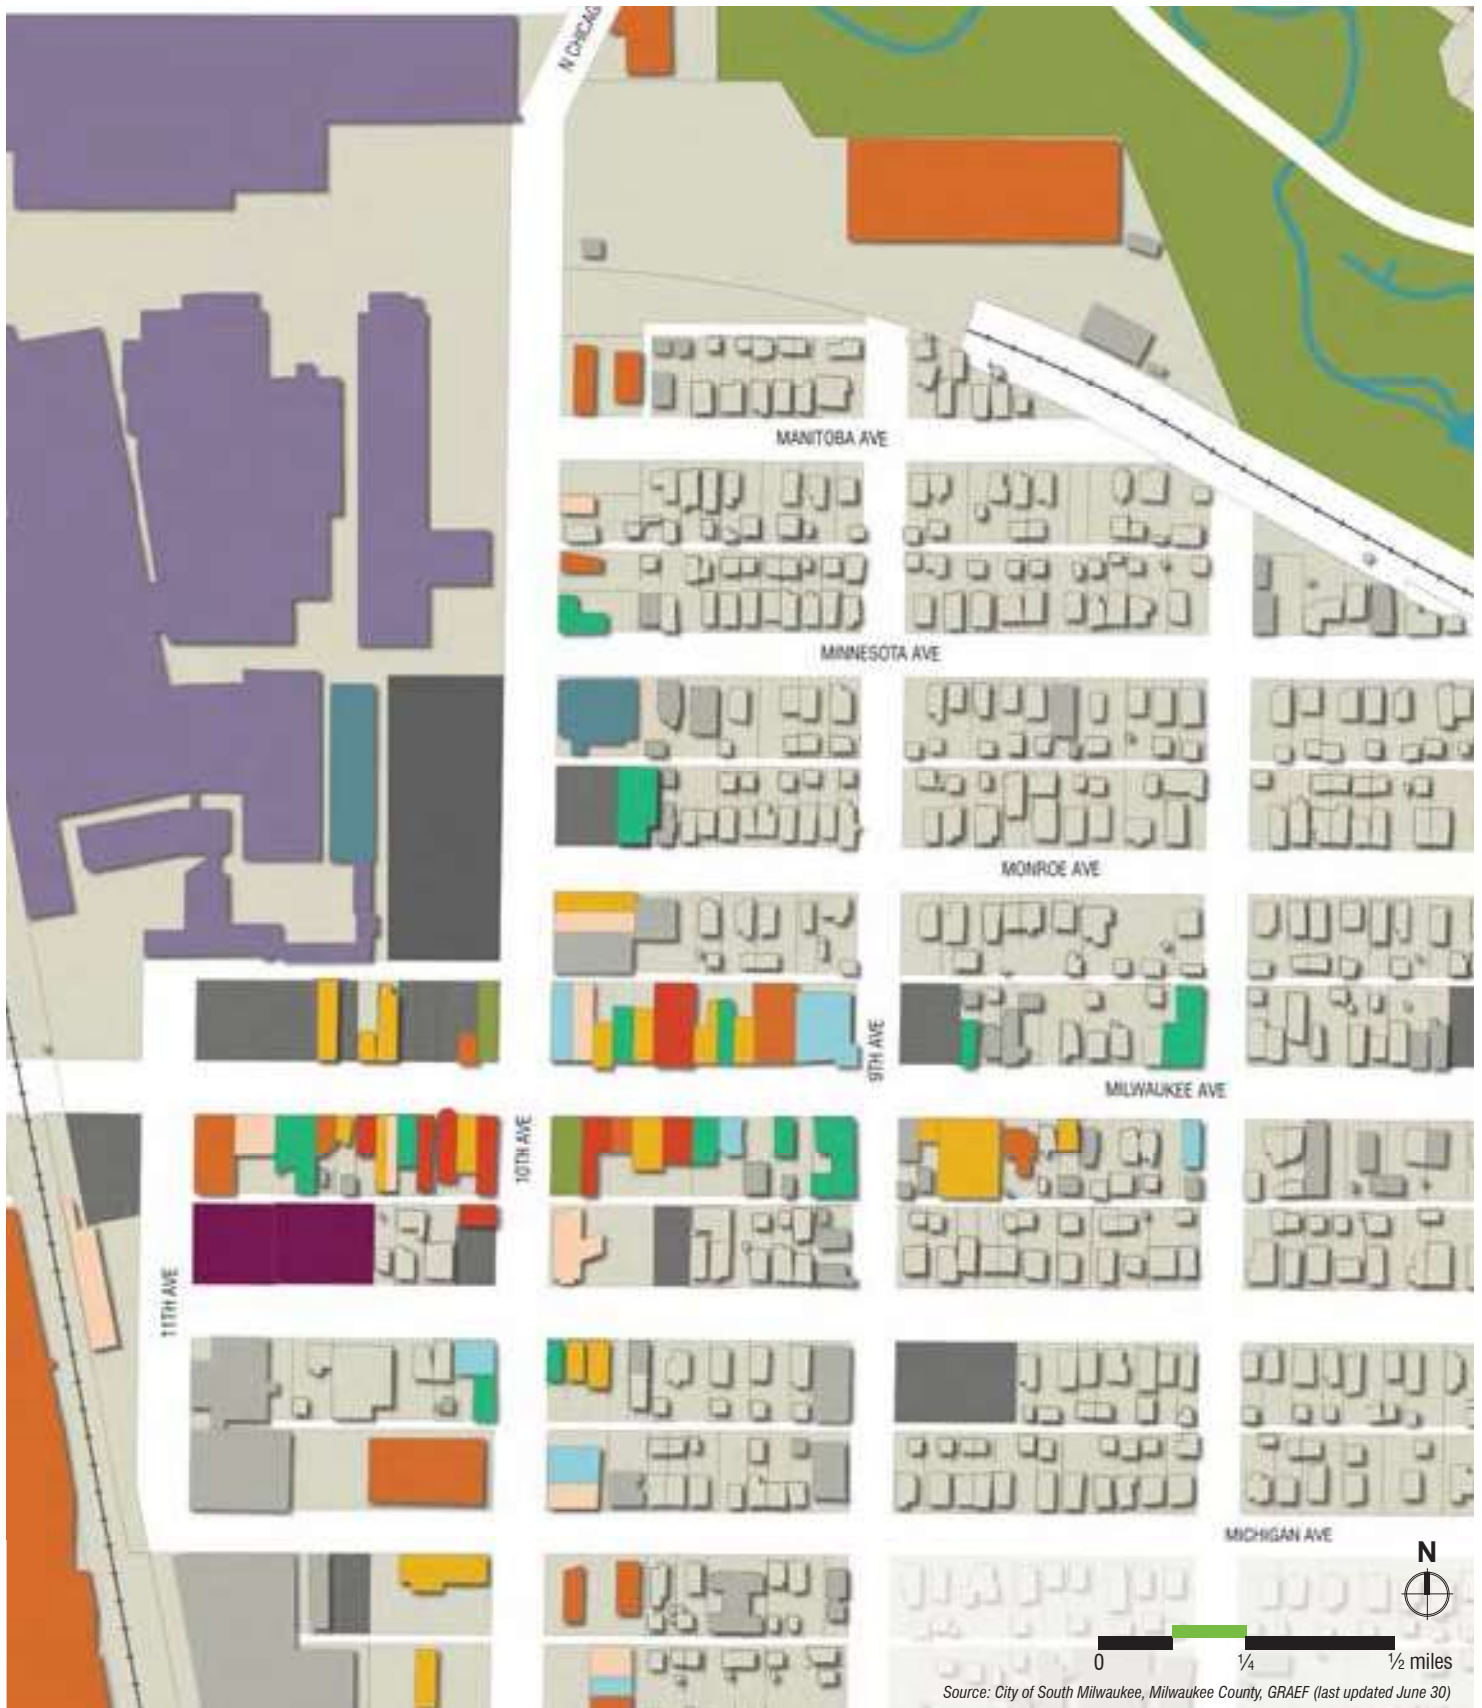 N CHICAG
MANITOBA AVE
MINNESOTA AVE
MONROE AVE
9TH AVE
MILWAUKEE AVE
10TH AVE
11TH AVE
MICHIGAN AVE
N
0 ¼ ½ miles
Source: City of South Milwaukee, Milwaukee County, GRAEF (last updated June 30)